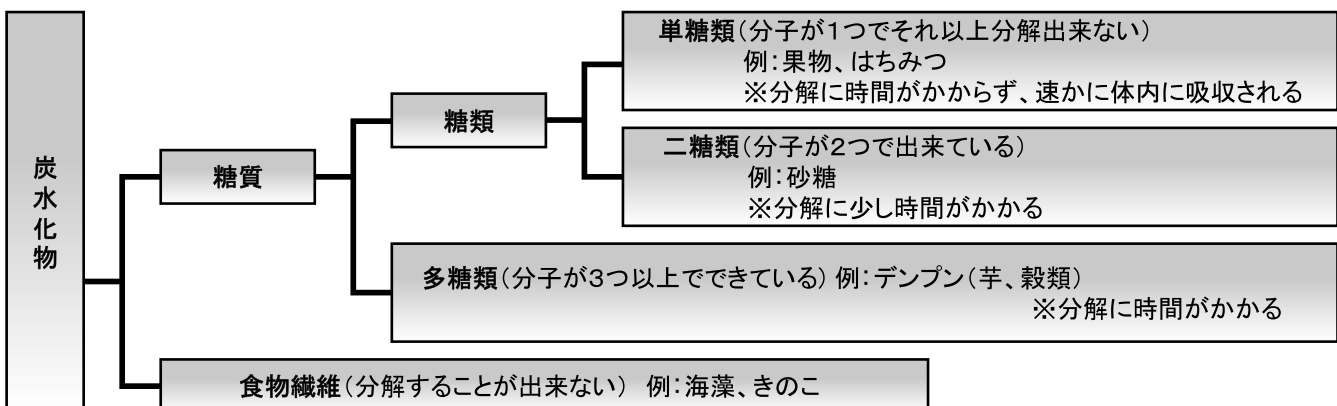 炭水化物
糖質
糖類
単糖類(分子が1つでそれ以上分解出来ない)
例:果物、はちみつ
※分解に時間がかからず、速かに体内に吸収される
二糖類(分子が2つで出来ている)
例:砂糖
※分解に少し時間がかかる
多糖類(分子が3つ以上でできている) 例:デンプン(芋、穀類)
※分解に時間がかかる
食物繊維(分解することが出来ない) 例:海藻、きのこ